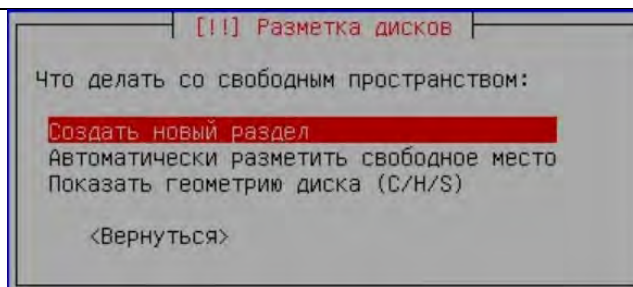 [!!] Разметка дисков
Что делать со свободным пространством:
Создать новый раздел
Автоматически разметить свободное место
Показать геометрию диска (C/H/S)
<Вернуться>